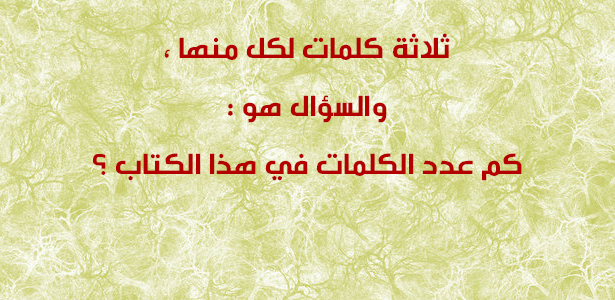 ثلاثة كلمات لكل منها ،
والسؤال هو :
كم عدد الكلمات في هذا الكتاب ؟